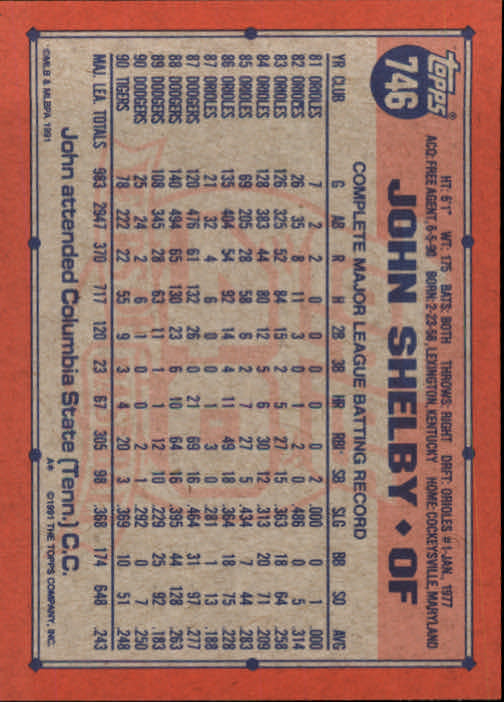 topps®
746
HT: 6'1" WT: 175 BATS: BOTH THROWS: RIGHT DRFT: ORIOLES #1-JAN., 1977
ACQ: FREE AGENT, 6-5-90 BORN: 2-23-58, LEXINGTON, KENTUCKY HOME: COCKEYSVILLE, MARYLAND
JOHN SHELBY ◆ OF
COMPLETE MAJOR LEAGUE BATTING RECORD
YR CLUB G AB R H 2B 3B HR RBI SB SLG BB SO AVG
81 ORIOLES 7 2 2 0 0 0 0 0 2 .000 0 1 .000
82 ORIOLES 26 35 8 11 3 0 1 2 0 .486 0 5 .314
83 ORIOLES 126 325 52 84 15 2 5 27 15 .363 18 64 .258
84 ORIOLES 128 383 44 80 12 5 6 30 12 .313 20 71 .209
85 ORIOLES 69 205 28 58 6 2 7 27 5 .434 7 44 .283
86 ORIOLES 135 404 54 92 14 4 11 49 18 .364 18 75 .228
87 ORIOLES 21 32 4 6 0 0 1 3 0 .281 1 13 .188
87 DODGERS 120 476 61 132 26 0 21 69 16 .464 31 97 .277
88 DODGERS 140 494 65 130 23 6 10 64 16 .395 44 128 .263
89 DODGERS 108 345 28 63 11 1 1 12 10 .229 25 92 .183
90 DODGERS 25 24 2 6 1 0 0 2 1 .292 0 7 .250
90 TIGERS 78 222 22 55 9 3 4 20 3 .369 10 51 .248
MAJ. LEA. TOTALS 983 2947 370 717 120 23 67 305 98 .368 174 648 .243
John attended Columbia State (Tenn.) C.C.
©MLB & MLBPA 1991
A* ©1991 THE TOPPS COMPANY, INC.